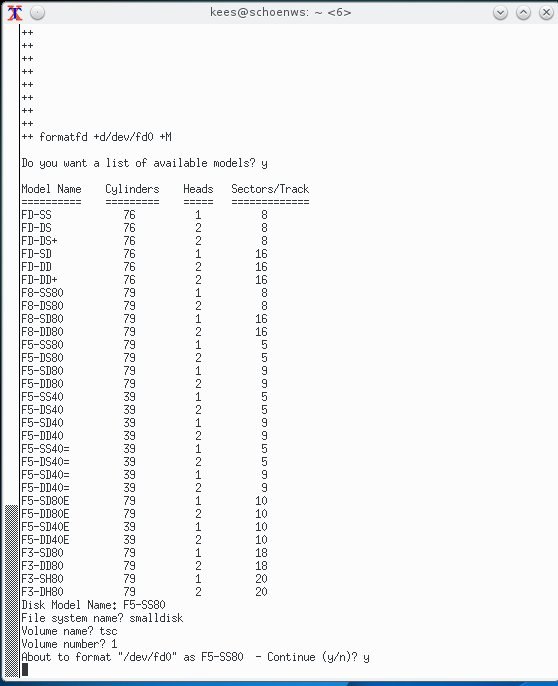 kees@schoenws: ~ <6>
++
++
++
++
++
++
++
++
++ formatfd +d/dev/fd0 +M
Do you want a list of available models? y
Model Name    Cylinders    Heads   Sectors/Track
==========    =========    =====   =============
FD-SS            76          1          8
FD-DS            76          2          8
FD-DS+           76          2          8
FD-SD            76          1         16
FD-DD            76          2         16
FD-DD+           76          2         16
F8-SS80          79          1          8
F8-DS80          79          2          8
F8-SD80          79          1         16
F8-DD80          79          2         16
F5-SS80          79          1          5
F5-DS80          79          2          5
F5-SD80          79          1          9
F5-DD80          79          2          9
F5-SS40          39          1          5
F5-DS40          39          2          5
F5-SD40          39          1          9
F5-DD40          39          2          9
F5-SS40=         39          1          5
F5-DS40=         39          2          5
F5-SD40=         39          1          9
F5-DD40=         39          2          9
F5-SD80E         79          1         10
F5-DD80E         79          2         10
F5-SD40E         39          1         10
F5-DD40E         39          2         10
F3-SD80          79          1         18
F3-DD80          79          2         18
F3-SH80          79          1         20
F3-DH80          79          2         20
Disk Model Name: F5-SS80
File system name? smalldisk
Volume name? tsc
Volume number? 1
About to format "/dev/fd0" as F5-SS80  - Continue (y/n)? y